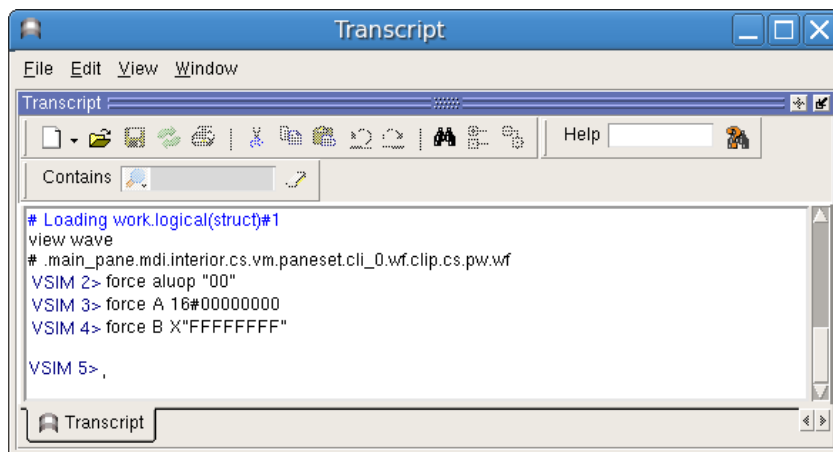 Transcript
File Edit View Window
Transcript
Help
Contains
# Loading work.logical(struct)#1
view wave
# .main_pane.mdi.interior.cs.vm.paneset.cli_0.wf.clip.cs.pw.wf
VSIM 2> force aluop "00"
VSIM 3> force A 16#00000000
VSIM 4> force B X"FFFFFFFF"
VSIM 5>
Transcript